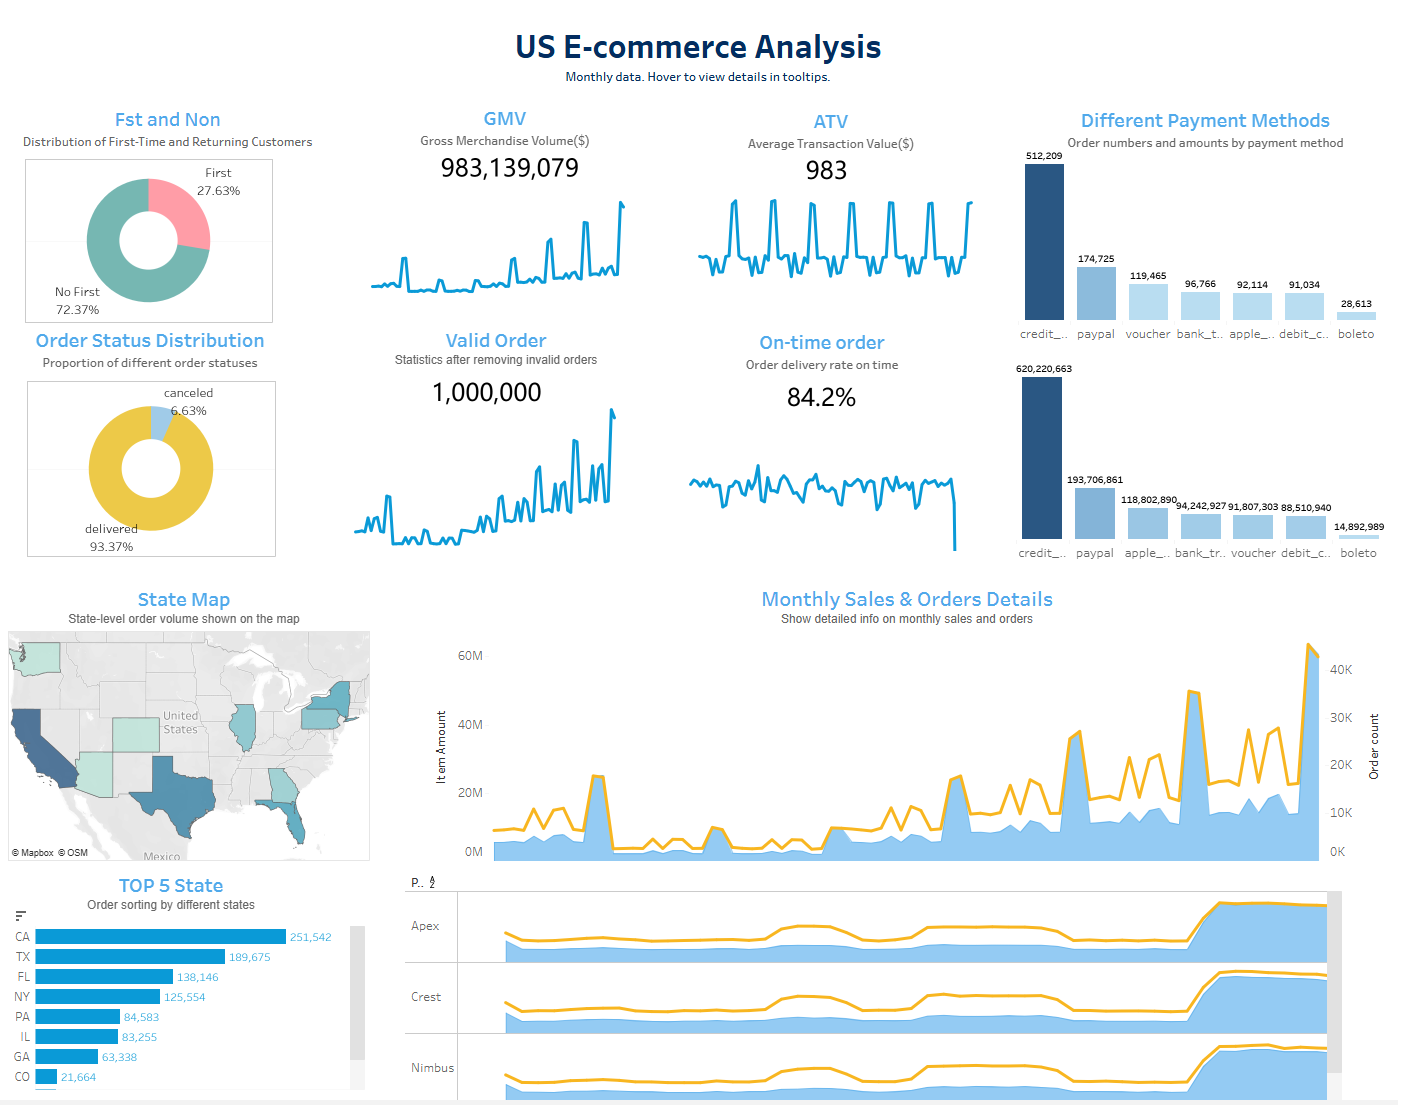 US E-commerce Analysis
Monthly data. Hover to view details in tooltips.
Fst and Non
Distribution of First-Time and Returning Customers
First
27.63%
No First
72.37%
GMV
Gross Merchandise Volume($)
983,139,079
ATV
Average Transaction Value($)
983
Different Payment Methods
Order numbers and amounts by payment method
512,209
174,725
119,465
96,766
92,114
91,034
28,613
credit_..
paypal
voucher
bank_t..
apple_..
debit_c..
boleto
Order Status Distribution
Proportion of different order statuses
canceled
6.63%
delivered
93.37%
Valid Order
Statistics after removing invalid orders
1,000,000
On-time order
Order delivery rate on time
84.2%
620,220,663
193,706,861
118,802,890
94,242,927
91,807,303
88,510,940
14,892,989
credit_..
paypal
apple_..
bank_tr..
voucher
debit_c..
boleto
State Map
State-level order volume shown on the map
United
States
Mexico
© Mapbox © OSM
Monthly Sales & Orders Details
Show detailed info on monthly sales and orders
Item Amount
60M
40M
20M
0M
40K
30K
20K
10K
0K
Order count
TOP 5 State
Order sorting by different states
CA 251,542
TX 189,675
FL 138,146
NY 125,554
PA 84,583
IL 83,255
GA 63,338
CO 21,664
P.. A Z
Apex
Crest
Nimbus